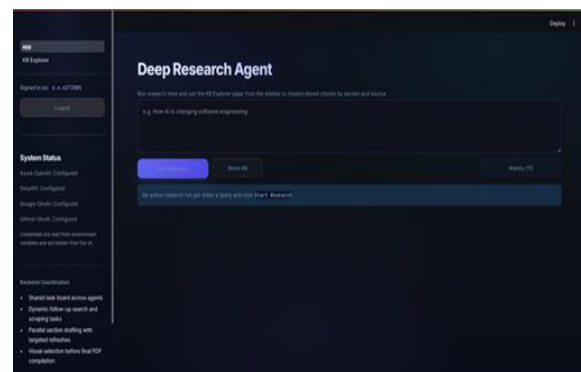 Deploy
app
KB Explorer
Signed in as:
Logout
System Status
Azure OpenAI: Configured
SerpAPI: Configured
Google OAuth: Configured
GitHub OAuth: Configured
Credentials are read from environment
variables and are hidden from the UI.
Backend Coordination
Shared task board across agents
Dynamic follow-up search and
scraping tasks
Parallel section drafting with
targeted refreshes
Visual selection before final PDF
compilation
Deep Research Agent
Run research here and use the KB Explorer page from the sidebar to inspect stored chunks by section and source.
e.g. How AI is changing software engineering
Start Research
Reset KB
No active research run yet. Enter a query and click Start Research.